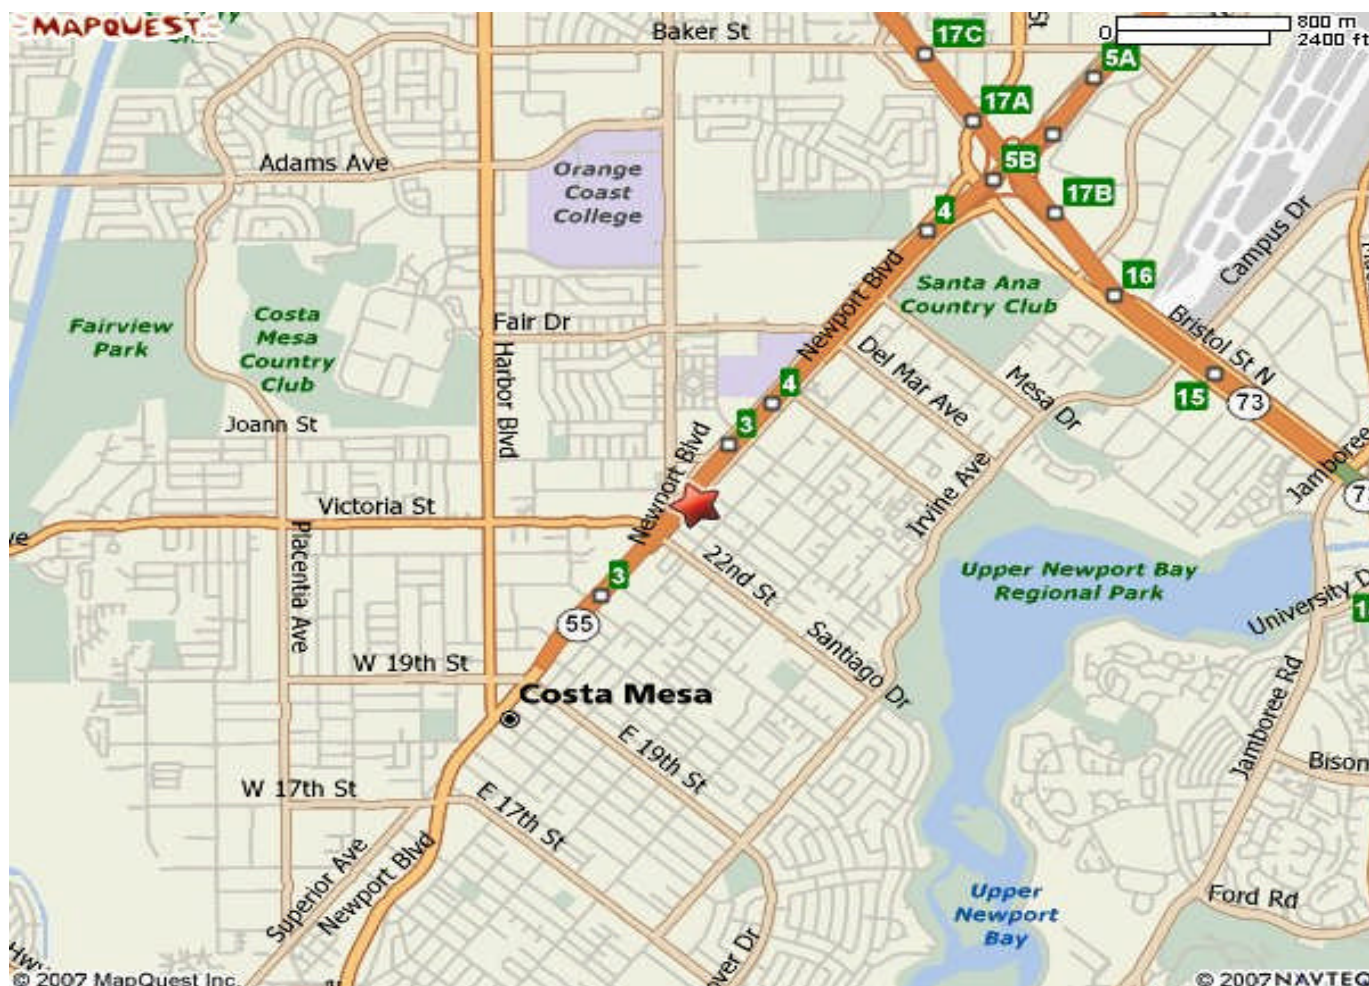 MAPQUEST
Baker St
17C
5A
0
800 m
2400 ft
17A
Adams Ave
Orange
Coast
College
5B
17B
4
Campus Dr
Santa Ana
Country Club
16
Newport Blvd
Fairview
Park
Costa
Mesa
Country
Club
Fair Dr
Harbor Blvd
Bristol St N
Del Mar Ave
Mesa Dr
4
15
73
Joann St
3
Newport Blvd
Jamboree
Irvine Ave
Victoria St
Placentia Ave
22nd St
Upper Newport Bay
Regional Park
3
55
University D
1
Santiago Dr
W 19th St
Costa Mesa
Jamboree Rd
E 19th St
Bison
W 17th St
E 17th St
Superior Ave
Newport Blvd
Upper
Newport
Bay
Ford Rd
over Dr
Hwy
© 2007 MapQuest Inc.
© 2007 NAVTEQ